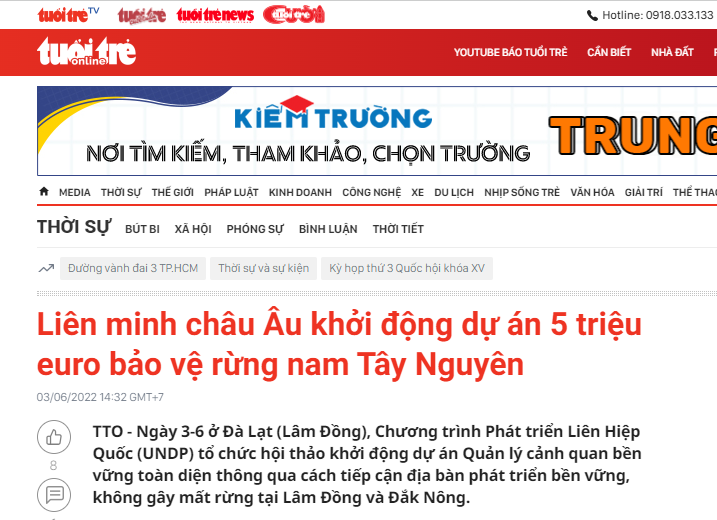 tuổi trẻ TV
tuổi trẻ
tuổi trẻ news
tuổi trẻ cười
Hotline: 0918.033.133
tuổi trẻ
online
YOUTUBE BÁO TUỔI TRẺ
CẦN BIẾT
NHÀ ĐẤT
KIẾM TRƯỜNG
NƠI TÌM KIẾM, THAM KHẢO, CHỌN TRƯỜNG
TRUNG
MEDIA THỜI SỰ THẾ GIỚI PHÁP LUẬT KINH DOANH CÔNG NGHỆ XE DU LỊCH NHỊP SỐNG TRẺ VĂN HÓA GIẢI TRÍ THỂ THAO
THỜI SỰ BÚT BI XÃ HỘI PHÓNG SỰ BÌNH LUẬN THỜI TIẾT
Đường vành đai 3 TP.HCM Thời sự và sự kiện Kỳ họp thứ 3 Quốc hội khóa XV
Liên minh châu Âu khởi động dự án 5 triệu
euro bảo vệ rừng nam Tây Nguyên
03/06/2022 14:32 GMT+7
TTO - Ngày 3-6 ở Đà Lạt (Lâm Đồng), Chương trình Phát triển Liên Hiệp
Quốc (UNDP) tổ chức hội thảo khởi động dự án Quản lý cảnh quan bền
vững toàn diện thông qua cách tiếp cận địa bàn phát triển bền vững,
không gây mất rừng tại Lâm Đồng và Đắk Nông.
8